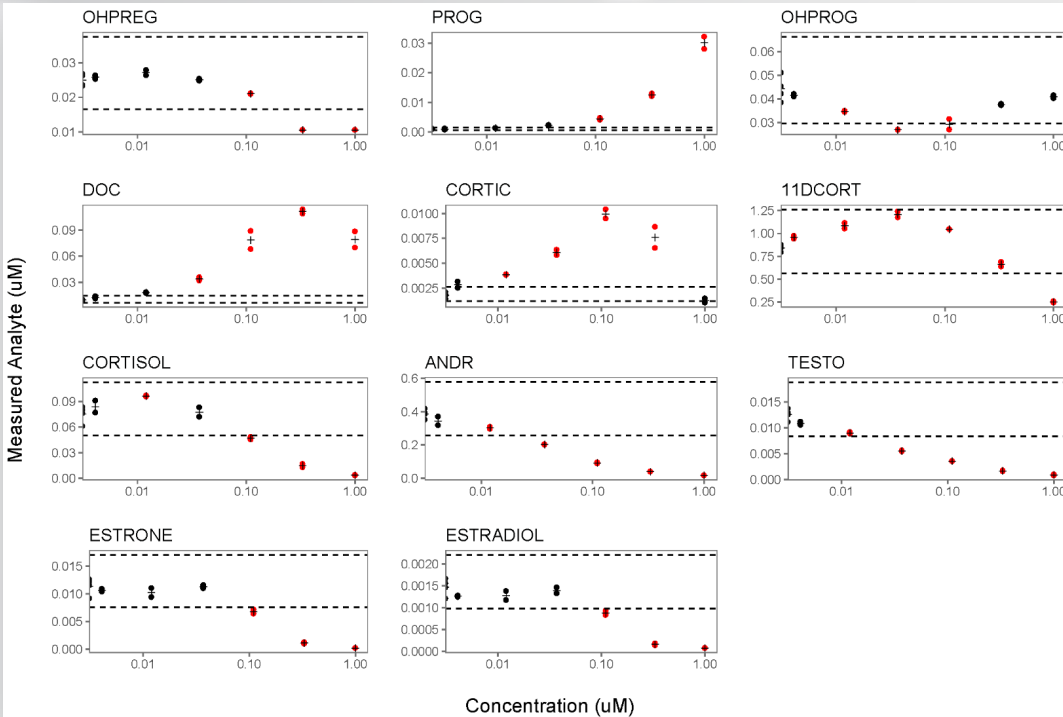 OHPREG PROG OHPROG
0.03 0.03 0.06
0.02 0.02 0.05
0.01 0.04
0.01 0.00 0.03
0.01 0.10 1.00 0.01 0.10 1.00 0.01 0.10 1.00
DOC CORTIC 11DCORT
0.09 0.0100 1.25
0.06 0.0075 1.00
0.0050 0.75
0.03 0.0025 0.50
0.25
0.01 0.10 1.00 0.01 0.10 1.00 0.01 0.10 1.00
CORTISOL ANDR TESTO
0.09 0.6 0.015
0.06 0.4 0.010
0.03 0.2 0.005
0.00 0.0 0.000
0.01 0.10 1.00 0.01 0.10 1.00 0.01 0.10 1.00
ESTRONE ESTRADIOL
0.015 0.0020
0.010 0.0015
0.005 0.0010
0.0005
0.000 0.0000
0.01 0.10 1.00 0.01 0.10 1.00
Measured Analyte (uM)
Concentration (uM)